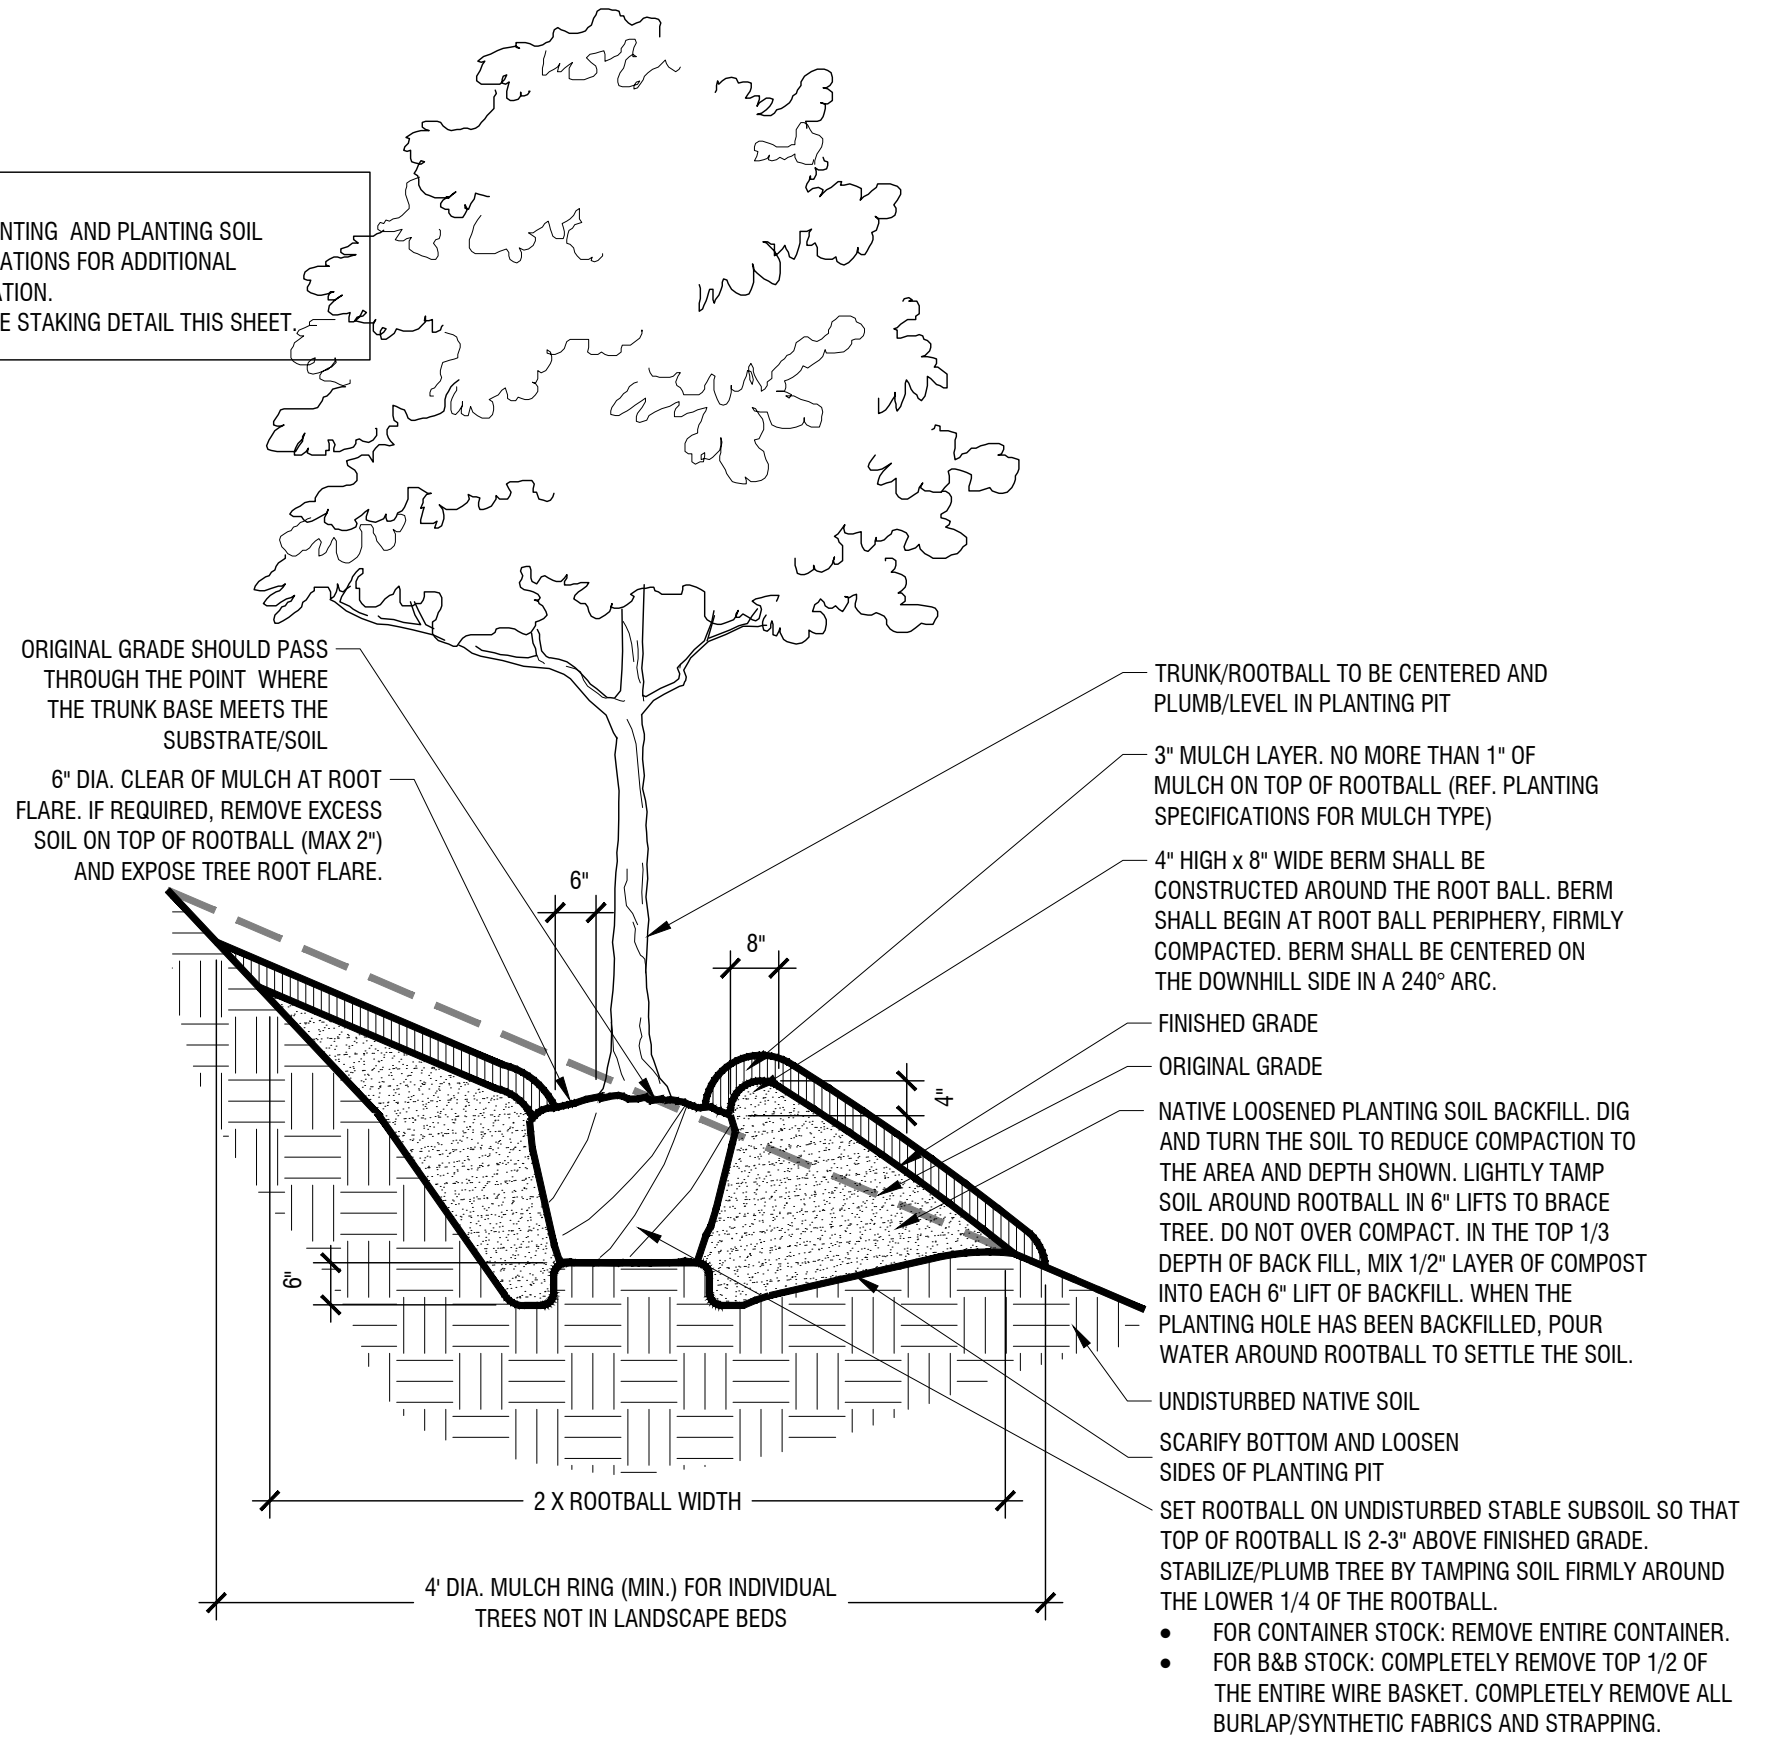 NTING AND PLANTING SOIL
ATIONS FOR ADDITIONAL
ATION.
E STAKING DETAIL THIS SHEET.
ORIGINAL GRADE SHOULD PASS
THROUGH THE POINT WHERE
THE TRUNK BASE MEETS THE
SUBSTRATE/SOIL
6" DIA. CLEAR OF MULCH AT ROOT
FLARE. IF REQUIRED, REMOVE EXCESS
SOIL ON TOP OF ROOTBALL (MAX 2")
AND EXPOSE TREE ROOT FLARE.
6"
8"
4"
6"
2 X ROOTBALL WIDTH
4' DIA. MULCH RING (MIN.) FOR INDIVIDUAL
TREES NOT IN LANDSCAPE BEDS
TRUNK/ROOTBALL TO BE CENTERED AND
PLUMB/LEVEL IN PLANTING PIT
3" MULCH LAYER. NO MORE THAN 1" OF
MULCH ON TOP OF ROOTBALL (REF. PLANTING
SPECIFICATIONS FOR MULCH TYPE)
4" HIGH x 8" WIDE BERM SHALL BE
CONSTRUCTED AROUND THE ROOT BALL. BERM
SHALL BEGIN AT ROOT BALL PERIPHERY, FIRMLY
COMPACTED. BERM SHALL BE CENTERED ON
THE DOWNHILL SIDE IN A 240° ARC.
FINISHED GRADE
ORIGINAL GRADE
NATIVE LOOSENED PLANTING SOIL BACKFILL. DIG
AND TURN THE SOIL TO REDUCE COMPACTION TO
THE AREA AND DEPTH SHOWN. LIGHTLY TAMP
SOIL AROUND ROOTBALL IN 6" LIFTS TO BRACE
TREE. DO NOT OVER COMPACT. IN THE TOP 1/3
DEPTH OF BACK FILL, MIX 1/2" LAYER OF COMPOST
INTO EACH 6" LIFT OF BACKFILL. WHEN THE
PLANTING HOLE HAS BEEN BACKFILLED, POUR
WATER AROUND ROOTBALL TO SETTLE THE SOIL.
UNDISTURBED NATIVE SOIL
SCARIFY BOTTOM AND LOOSEN
SIDES OF PLANTING PIT
SET ROOTBALL ON UNDISTURBED STABLE SUBSOIL SO THAT
TOP OF ROOTBALL IS 2-3" ABOVE FINISHED GRADE.
STABILIZE/PLUMB TREE BY TAMPING SOIL FIRMLY AROUND
THE LOWER 1/4 OF THE ROOTBALL.
• FOR CONTAINER STOCK: REMOVE ENTIRE CONTAINER.
• FOR B&B STOCK: COMPLETELY REMOVE TOP 1/2 OF
THE ENTIRE WIRE BASKET. COMPLETELY REMOVE ALL
BURLAP/SYNTHETIC FABRICS AND STRAPPING.